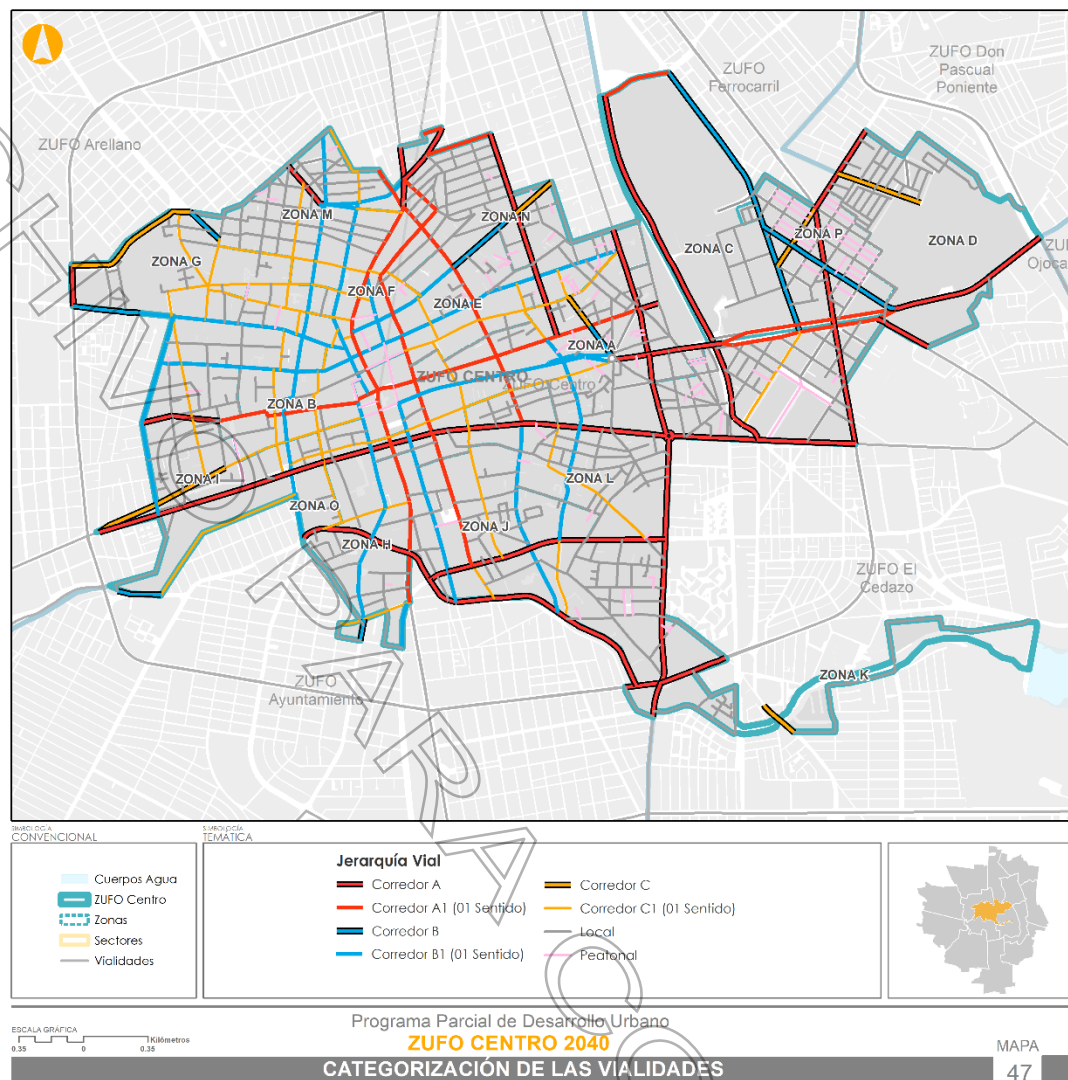 ZUFO Don
Pascual
Poniente
ZUFO
Ferrocarril
ZUFO Arellano
ZONA M
ZONA N
ZONA P
ZONA D
ZONA C
ZU
Ojoca
ZONA G
ZONA F
ZONA E
ZONA A
ZUFO CENTRO
ZUFO Centro
ZONA B
ZONA I
ZONA L
ZONA O
ZONA J
ZONA H
ZUFO El
Cedazo
ZONA K
ZUFO
Ayuntamiento
PARA CO
SIMBOLOGÍA
CONVENCIONAL
Cuerpos Agua
ZUFO Centro
Zonas
Sectores
Vialidades
SIMBOLOGÍA
TEMÁTICA
Jerarquía Vial
Corredor A
Corredor A1 (01 Sentido)
Corredor B
Corredor B1 (01 Sentido)
Corredor C
Corredor C1 (01 Sentido)
Local
Peatonal
ESCALA GRÁFICA
Kilómetros
0.35 0 0.35
Programa Parcial de Desarrollo Urbano
ZUFO CENTRO 2040
CATEGORIZACIÓN DE LAS VIALIDADES
MAPA
47